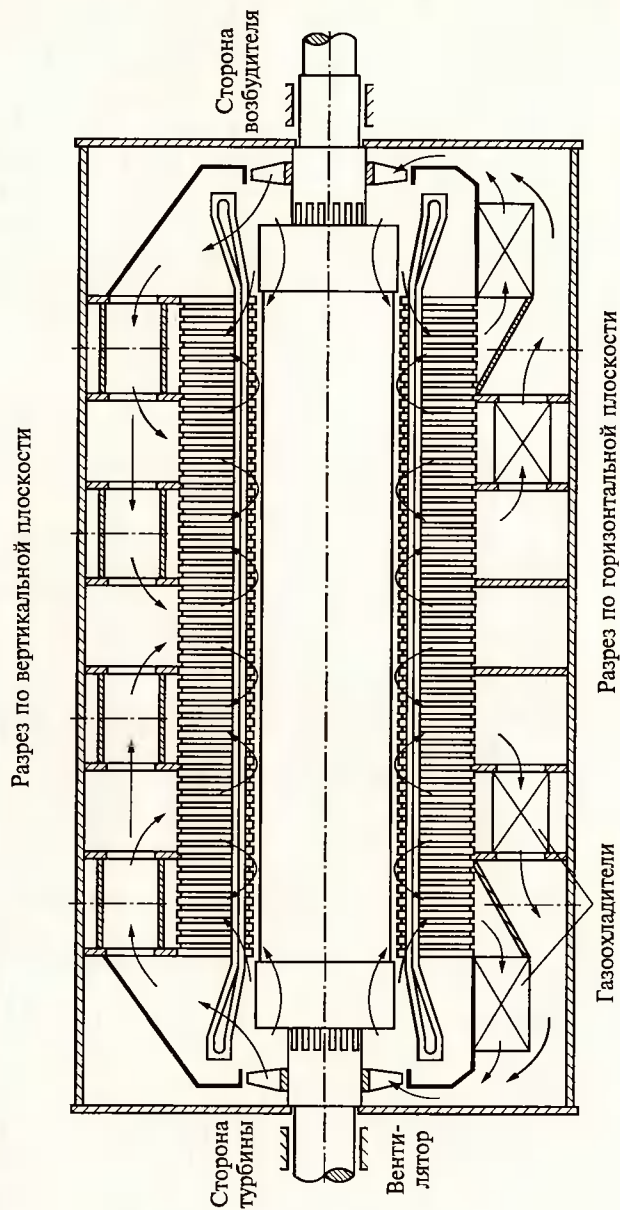 Разрез по вертикальной плоскости
Сторона
турбины
Сторона
возбудителя
Венти-
лятор
Газоохладители
Разрез по горизонтальной плоскости